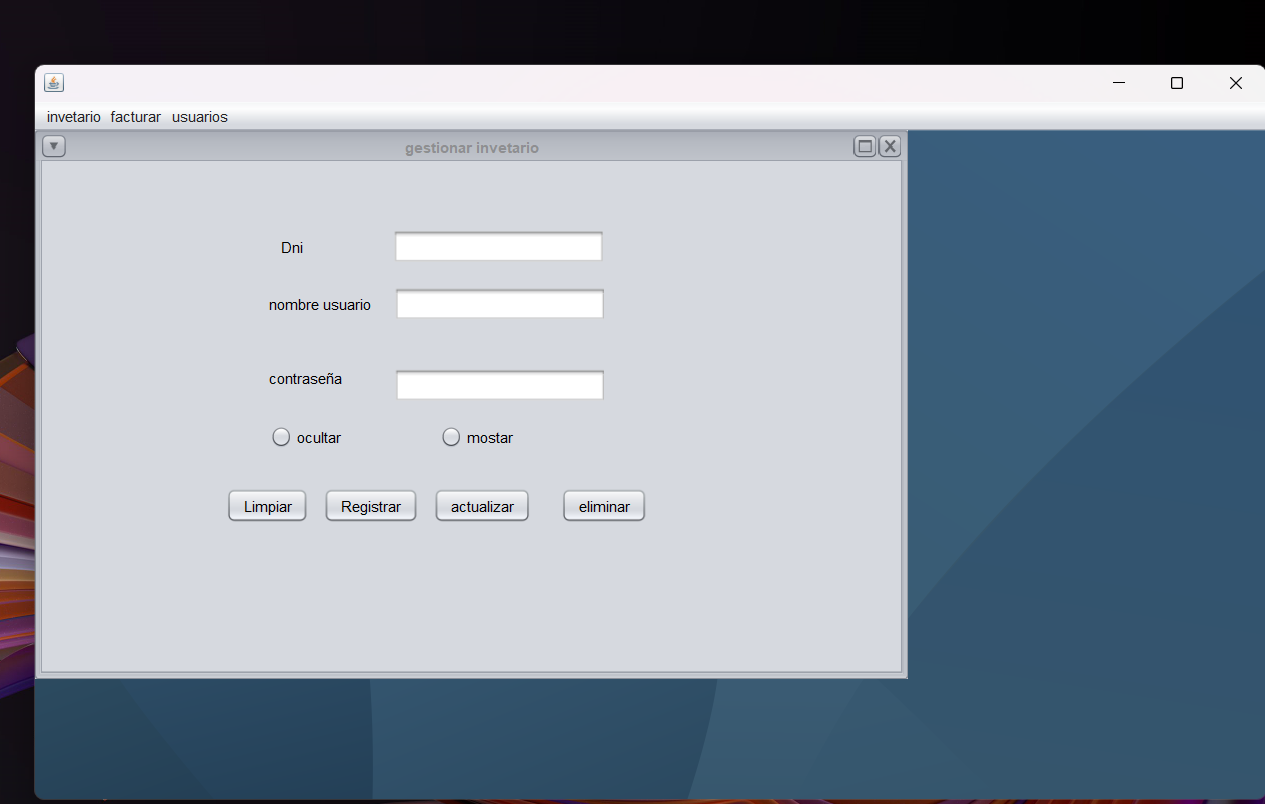 invetario facturar usuarios
gestionar invetario
Dni
nombre usuario
contraseña
ocultar mostar
Limpiar Registrar actualizar eliminar